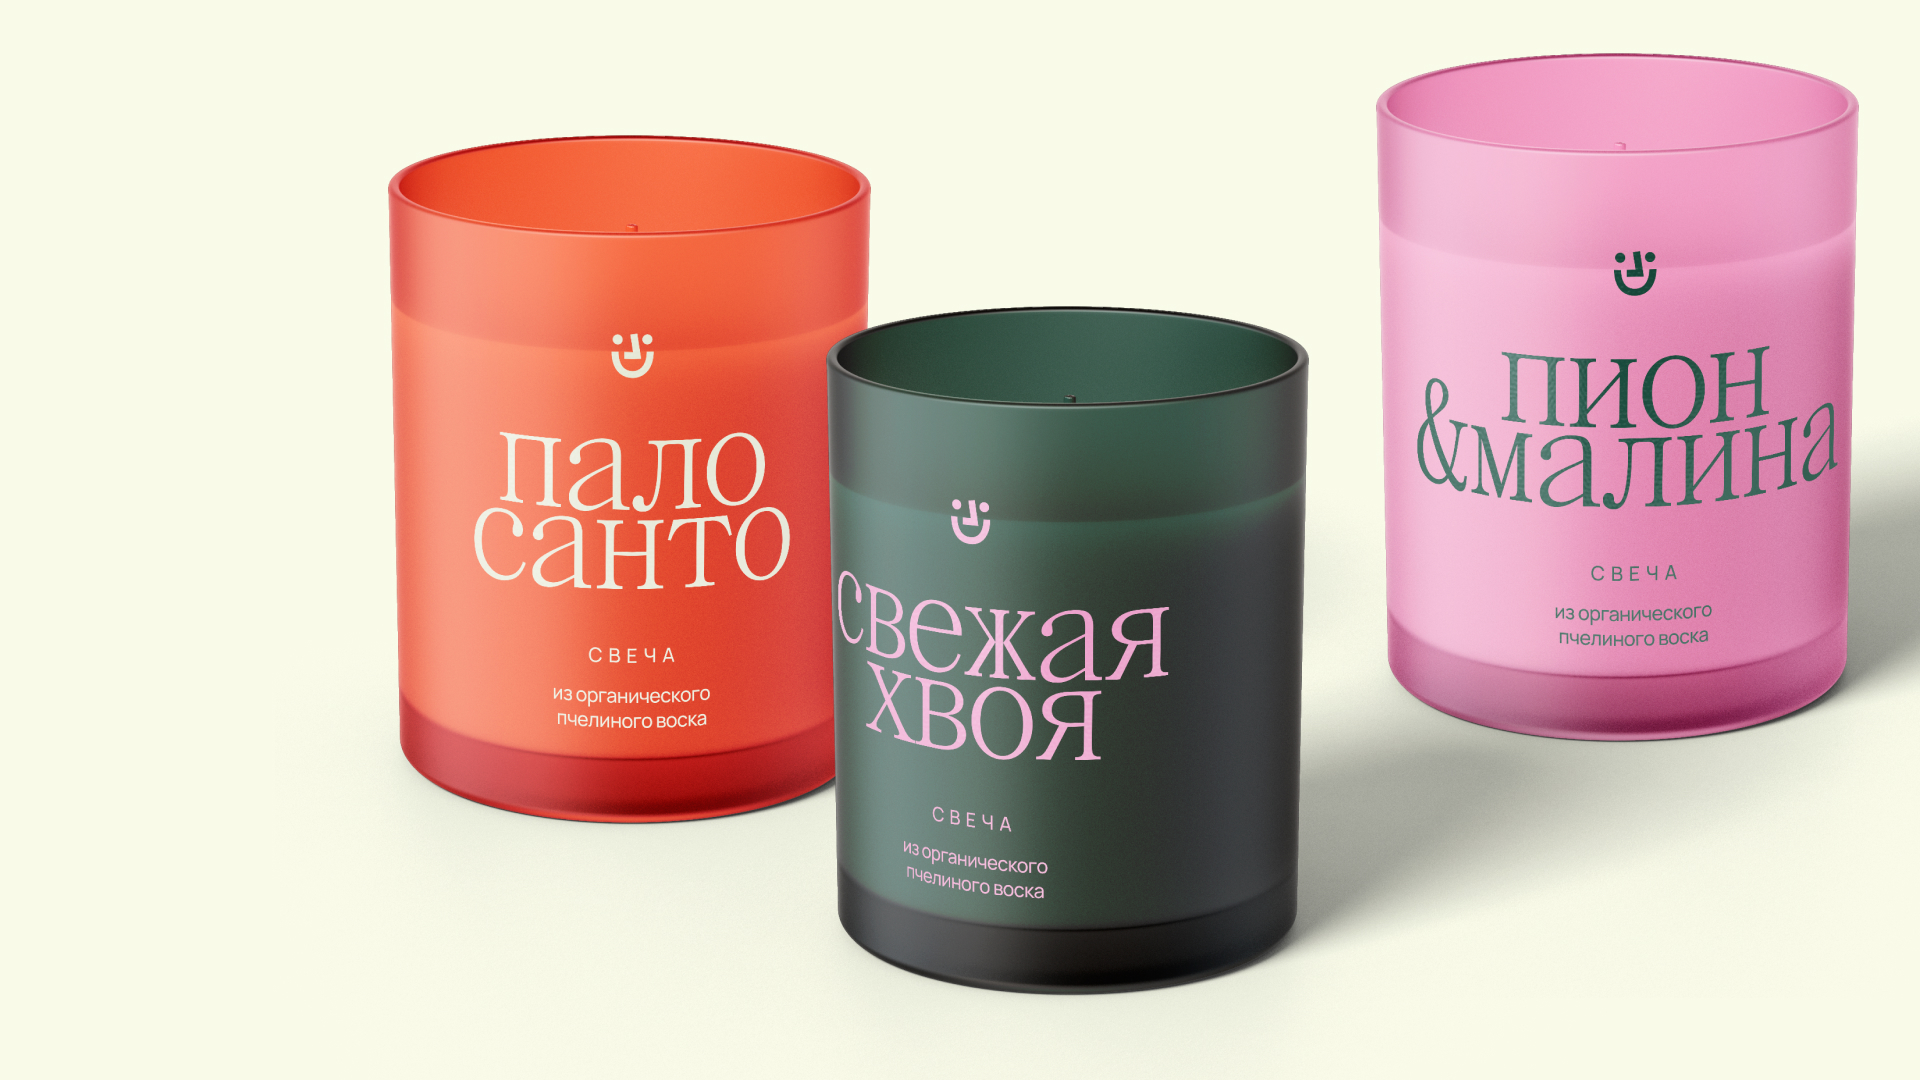 пало
санто
СВЕЧА
из органического
пчелиного воска
свежая
хвоя
СВЕЧА
из органического
пчелиного воска
пион
&малина
СВЕЧА
из органического
пчелиного воска